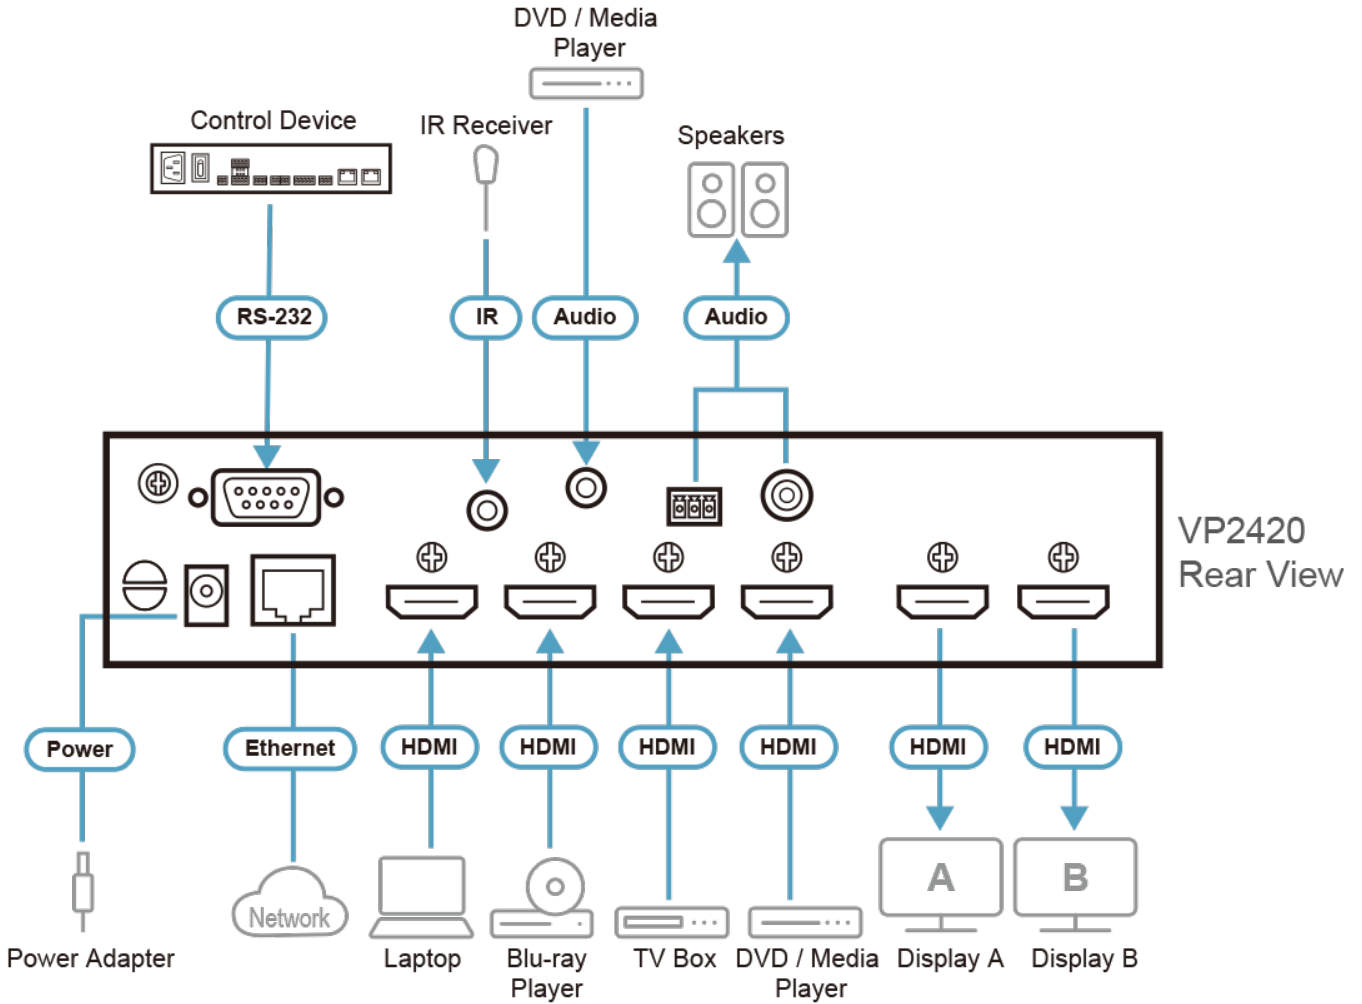 DVD / Media
Player
Control Device
IR Receiver
Speakers
RS-232
IR
Audio
Audio
VP2420
Rear View
Power
Ethernet
HDMI
HDMI
HDMI
HDMI
HDMI
HDMI
A
B
Network
Power Adapter
Laptop
Blu-ray
Player
TV Box
DVD / Media
Player
Display A
Display B